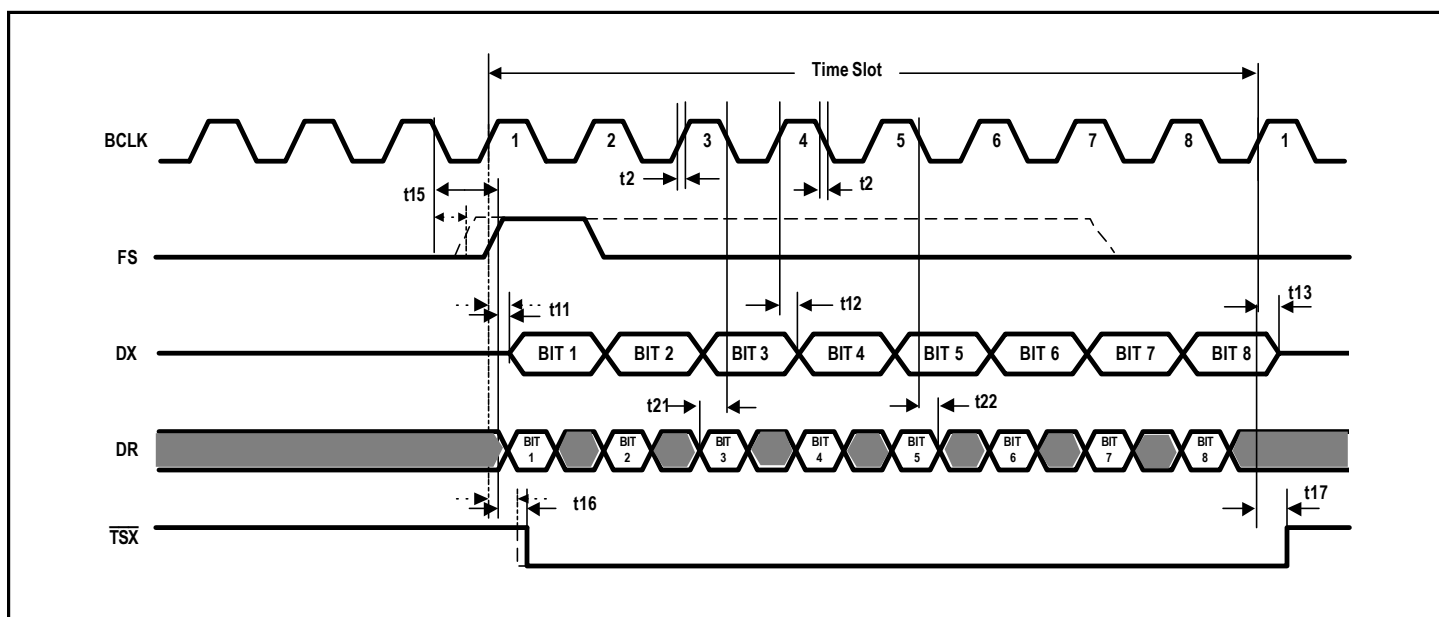 Time Slot
BCLK 1 2 3 4 5 6 7 8 1
t2 t2
t15
FS
t11 t12 t13
DX BIT 1 BIT 2 BIT 3 BIT 4 BIT 5 BIT 6 BIT 7 BIT 8
t21 t22
DR BIT 1 BIT 2 BIT 3 BIT 4 BIT 5 BIT 6 BIT 7 BIT 8
t16 t17
TSX